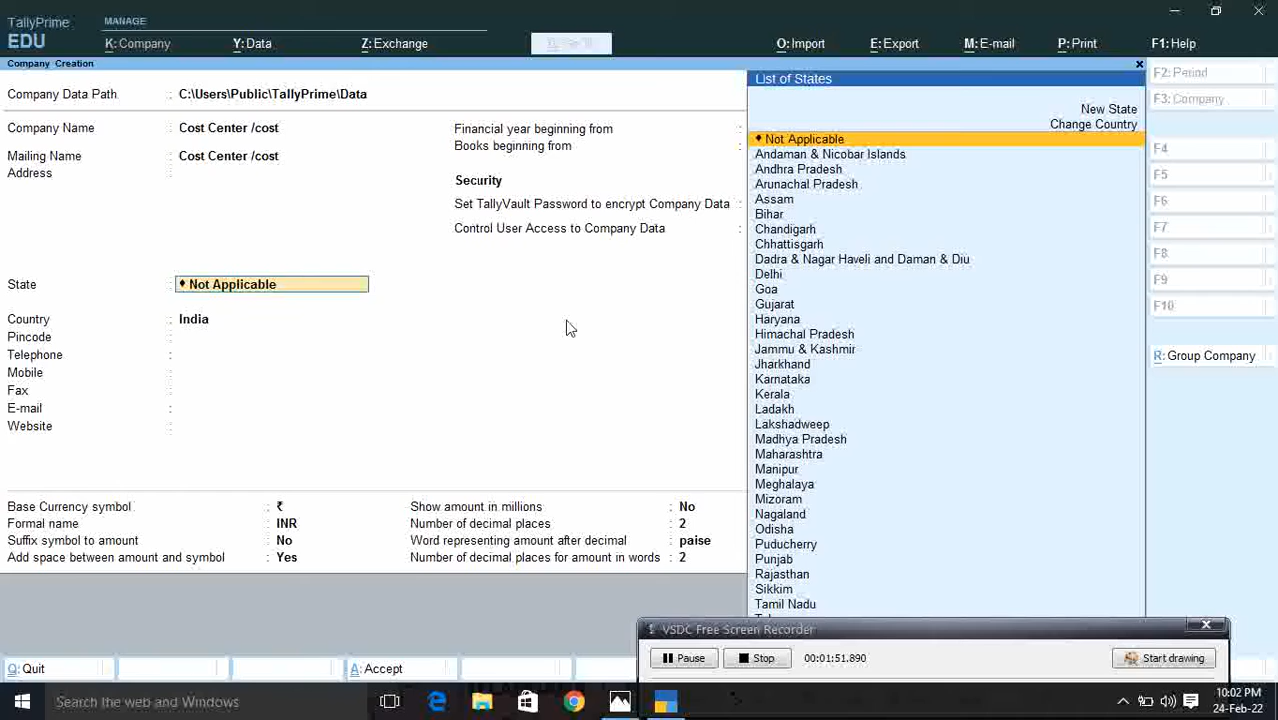 TallyPrime
EDU
MANAGE
K: Company
Y: Data
Z: Exchange
O: Import
E: Export
M: E-mail
P: Print
F1: Help
Company Creation
Company Data Path : C:\Users\Public\TallyPrime\Data
Company Name : Cost Center /cost
Mailing Name : Cost Center /cost
Address :
Financial year beginning from :
Books beginning from :
Security
Set TallyVault Password to encrypt Company Data :
Control User Access to Company Data :
State : ♦ Not Applicable
Country : India
Pincode :
Telephone :
Mobile :
Fax :
E-mail :
Website :
Base Currency symbol : ₹
Formal name : INR
Suffix symbol to amount : No
Add space between amount and symbol : Yes
Show amount in millions : No
Number of decimal places : 2
Word representing amount after decimal : paise
Number of decimal places for amount in words : 2
List of States
New State
Change Country
♦ Not Applicable
Andaman & Nicobar Islands
Andhra Pradesh
Arunachal Pradesh
Assam
Bihar
Chandigarh
Chhattisgarh
Dadra & Nagar Haveli and Daman & Diu
Delhi
Goa
Gujarat
Haryana
Himachal Pradesh
Jammu & Kashmir
Jharkhand
Karnataka
Kerala
Ladakh
Lakshadweep
Madhya Pradesh
Maharashtra
Manipur
Meghalaya
Mizoram
Nagaland
Odisha
Puducherry
Punjab
Rajasthan
Sikkim
Tamil Nadu
F2: Period
F3: Company
F4
F5
F6
F7
F8
F9
F10
R: Group Company
Q: Quit
A: Accept
VSDC Free Screen Recorder
Pause
Stop
00:01:51.890
Start drawing
Search the web and Windows
10:02 PM
24-Feb-22